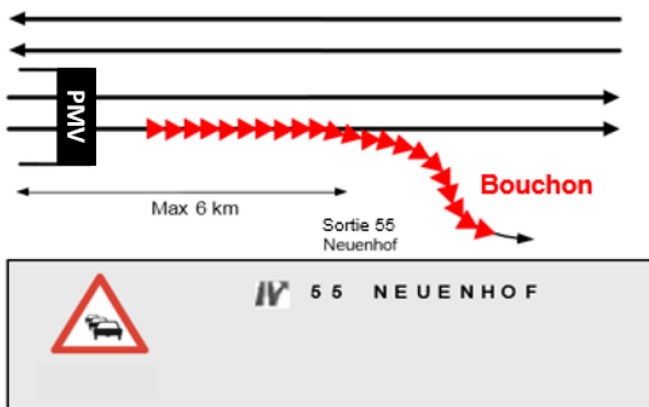 PMV
Bouchon
Max 6 km
Sortie 55
Neuenhof
55 NEUENHOF